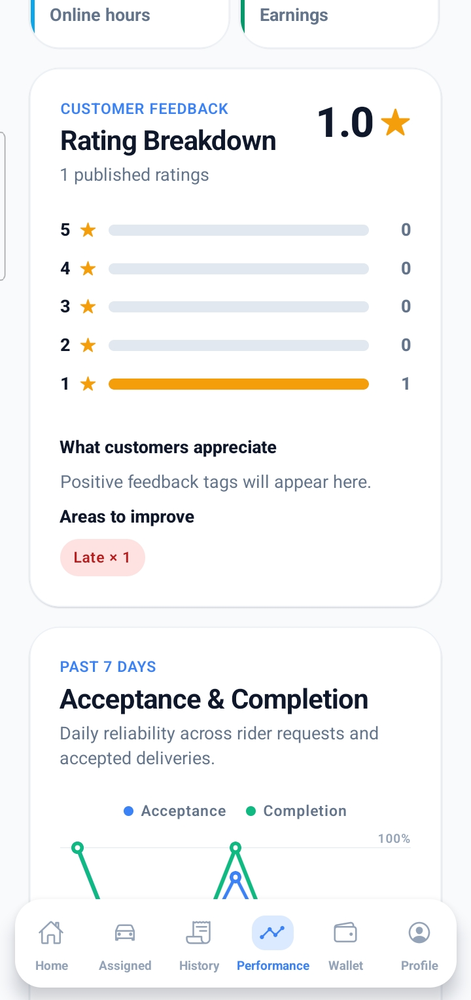 Online hours
Earnings
CUSTOMER FEEDBACK
Rating Breakdown
1.0
1 published ratings
5 0
4 0
3 0
2 0
1 1
What customers appreciate
Positive feedback tags will appear here.
Areas to improve
Late × 1
PAST 7 DAYS
Acceptance & Completion
Daily reliability across rider requests and
accepted deliveries.
Acceptance Completion
100%
Home Assigned History Performance Wallet Profile